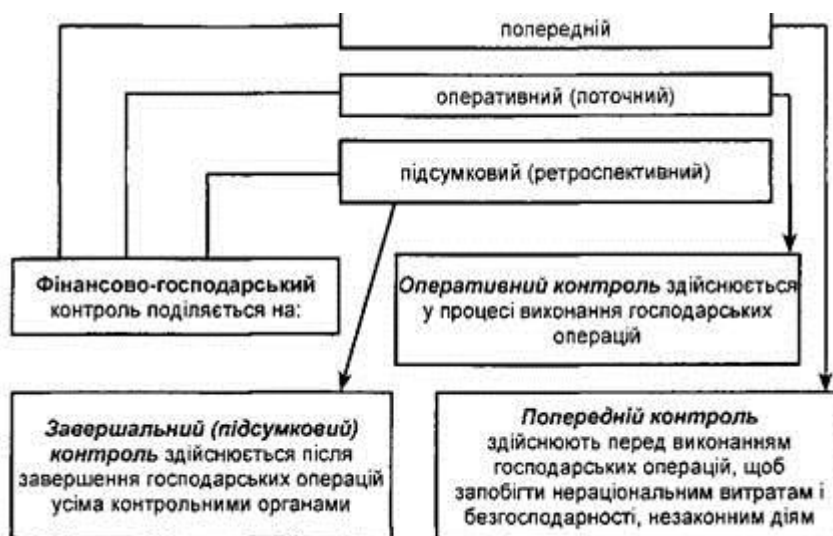 попередній
оперативний (поточний)
підсумковий (ретроспективний)
Фінансово-господарський
контроль поділяється на:
Оперативний контроль здійснюється
у процесі виконання господарських
операцій
Завершальний (підсумковий)
контроль здійснюється після
завершення господарських операцій
усіма контрольними органами
Попередній контроль
здійснюють перед виконанням
господарських операцій, щоб
запобігти нераціональним витратам і
безгосподарності, незаконним діям